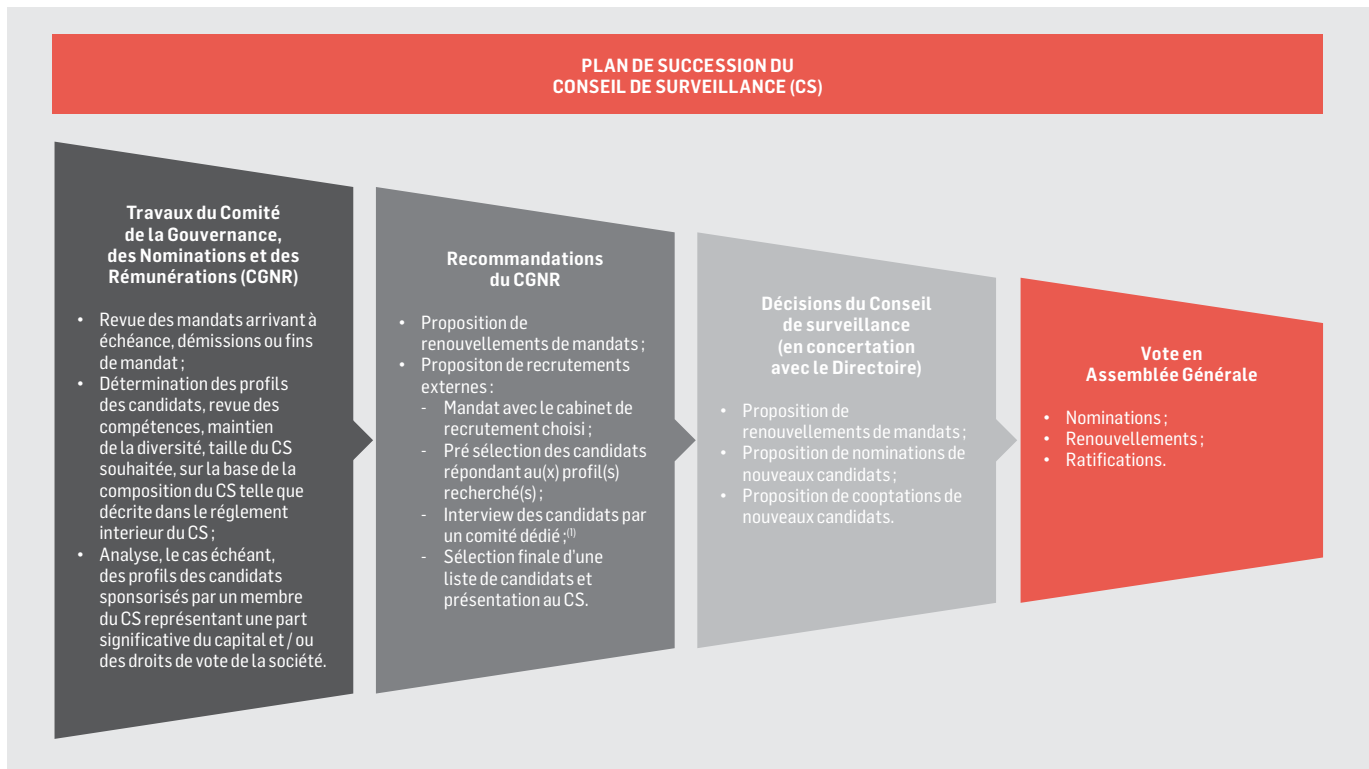 PLAN DE SUCCESSION DU
CONSEIL DE SURVEILLANCE (CS)
Travaux du Comité
de la Gouvernance,
des Nominations et des
Rémunérations (CGNR)
• Revue des mandats arrivant à
échéance, démissions ou fins
de mandat ;
• Détermination des profils
des candidats, revue des
compétences, maintien
de la diversité, taille du CS
souhaitée, sur la base de la
composition du CS telle que
décrite dans le réglement
interieur du CS ;
• Analyse, le cas échéant,
des profils des candidats
sponsorisés par un membre
du CS représentant une part
significative du capital et / ou
des droits de vote de la société.
Recommandations
du CGNR
• Proposition de
renouvellements de mandats ;
• Propositon de recrutements
externes :
- Mandat avec le cabinet de
recrutement choisi ;
- Pré sélection des candidats
répondant au(x) profil(s)
recherché(s) ;
- Interview des candidats par
un comité dédié ;(1)
- Sélection finale d'une
liste de candidats et
présentation au CS.
Décisions du Conseil
de surveillance
(en concertation
avec le Directoire)
• Proposition de
renouvellements de mandats ;
• Proposition de nominations de
nouveaux candidats ;
• Proposition de cooptations de
nouveaux candidats.
Vote en
Assemblée Générale
• Nominations ;
• Renouvellements ;
• Ratifications.